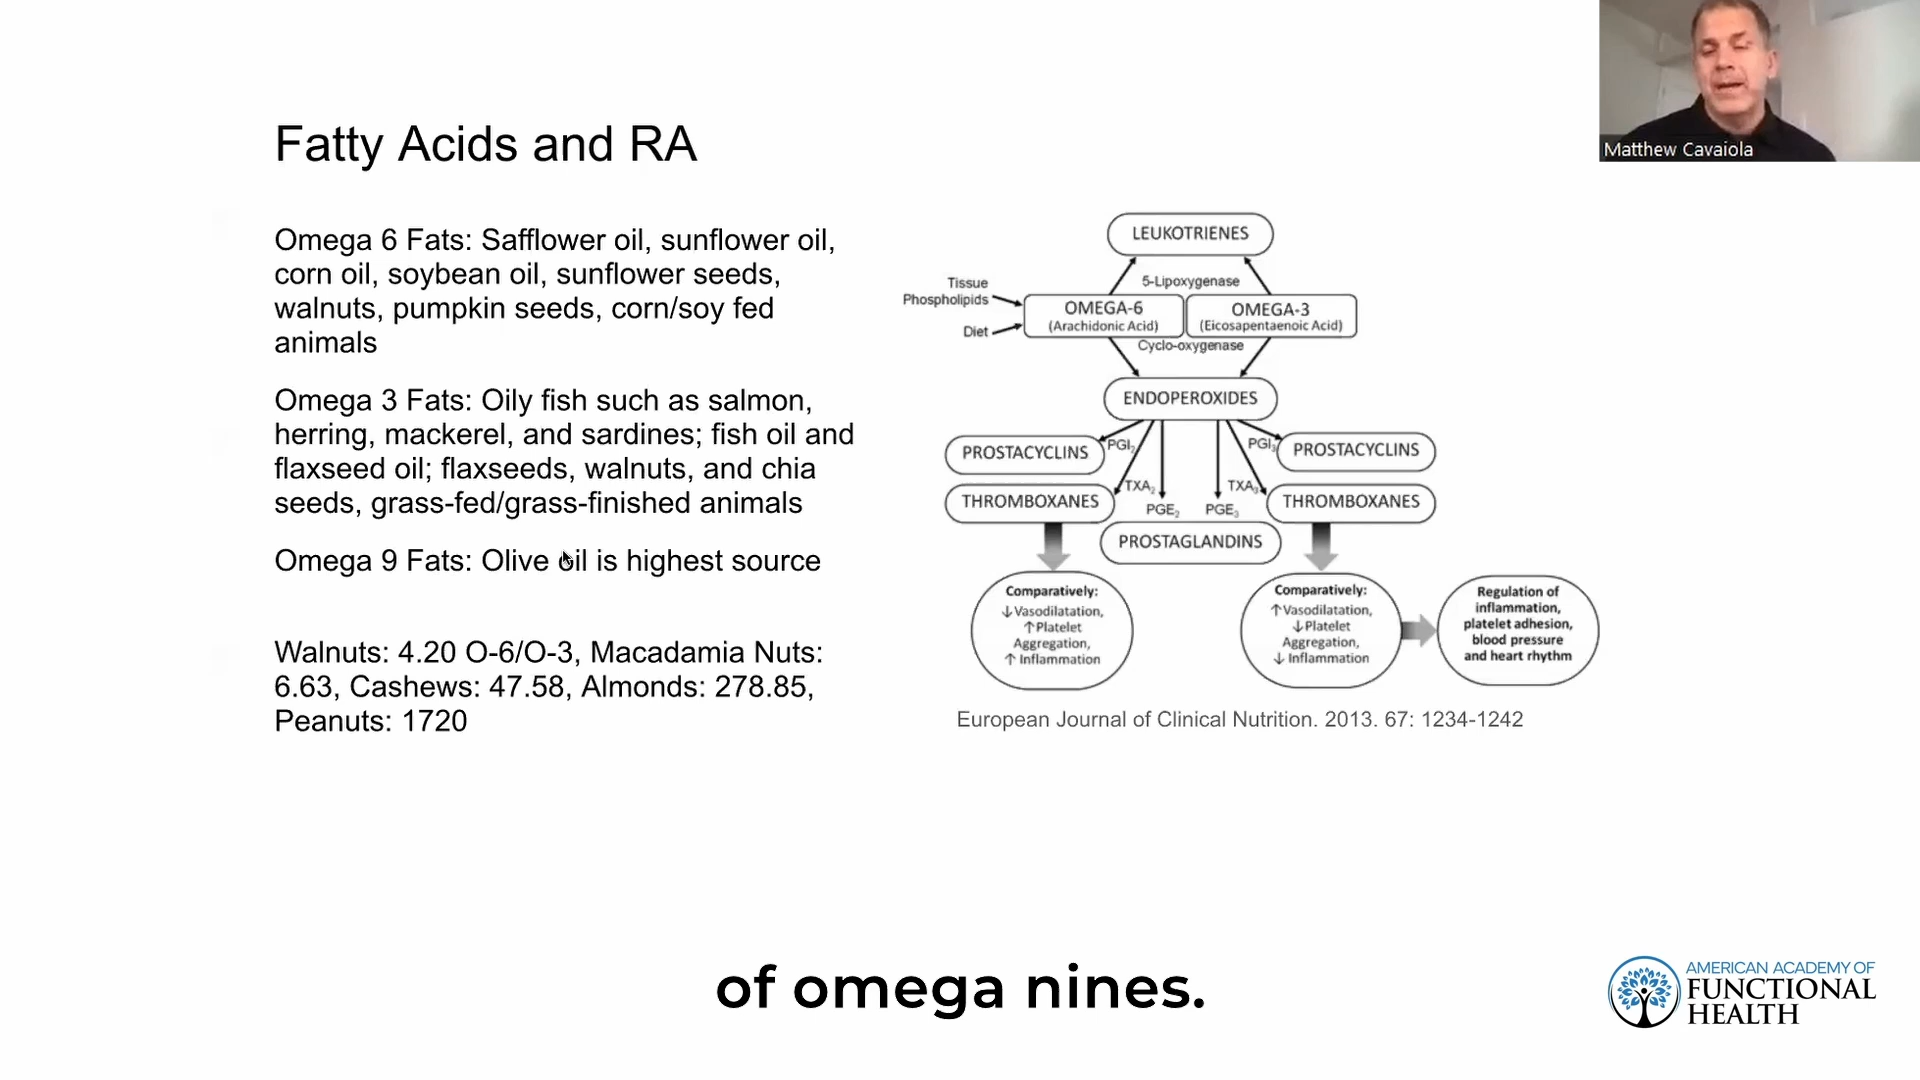 Matthew Cavaiola
Fatty Acids and RA
Omega 6 Fats: Safflower oil, sunflower oil,
corn oil, soybean oil, sunflower seeds,
walnuts, pumpkin seeds, corn/soy fed
animals
Omega 3 Fats: Oily fish such as salmon,
herring, mackerel, and sardines; fish oil and
flaxseed oil; flaxseeds, walnuts, and chia
seeds, grass-fed/grass-finished animals
Omega 9 Fats: Olive oil is highest source
Walnuts: 4.20 O-6/O-3, Macadamia Nuts:
6.63, Cashews: 47.58, Almonds: 278.85,
Peanuts: 1720
LEUKOTRIENES
5-Lipoxygenase
Tissue
Phospholipids
Diet
OMEGA-6
(Arachidonic Acid)
OMEGA-3
(Eicosapentaenoic Acid)
Cyclo-oxygenase
ENDOPEROXIDES
PROSTACYCLINS
PGI₂
PGI₃
PROSTACYCLINS
THROMBOXANES
TXA₂
TXA₃
THROMBOXANES
PGE₂
PGE₃
PROSTAGLANDINS
Comparatively:
↓Vasodilatation,
↑Platelet
Aggregation,
↑ Inflammation
Comparatively:
↑Vasodilatation,
↓Platelet
Aggregation,
↓ Inflammation
Regulation of
inflammation,
platelet adhesion,
blood pressure
and heart rhythm
European Journal of Clinical Nutrition. 2013. 67: 1234-1242
of omega nines.
AMERICAN ACADEMY OF
FUNCTIONAL
HEALTH